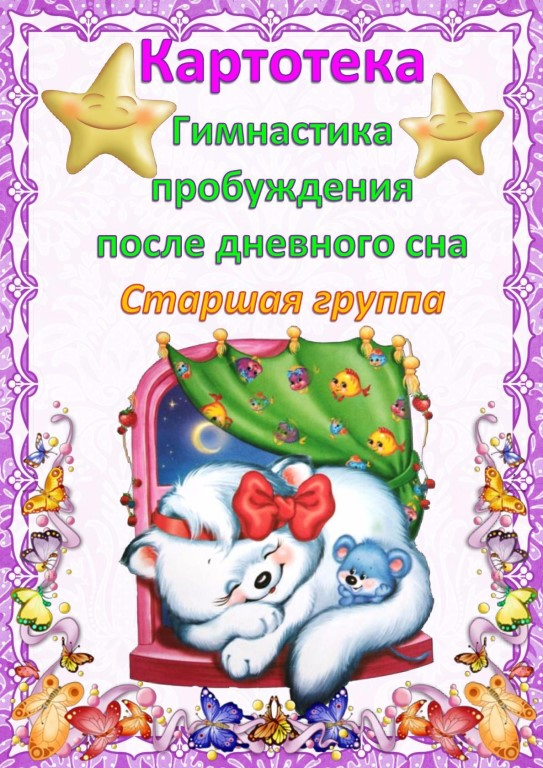 Картотека
Гимнастика
пробуждения
после дневного сна
Старшая группа